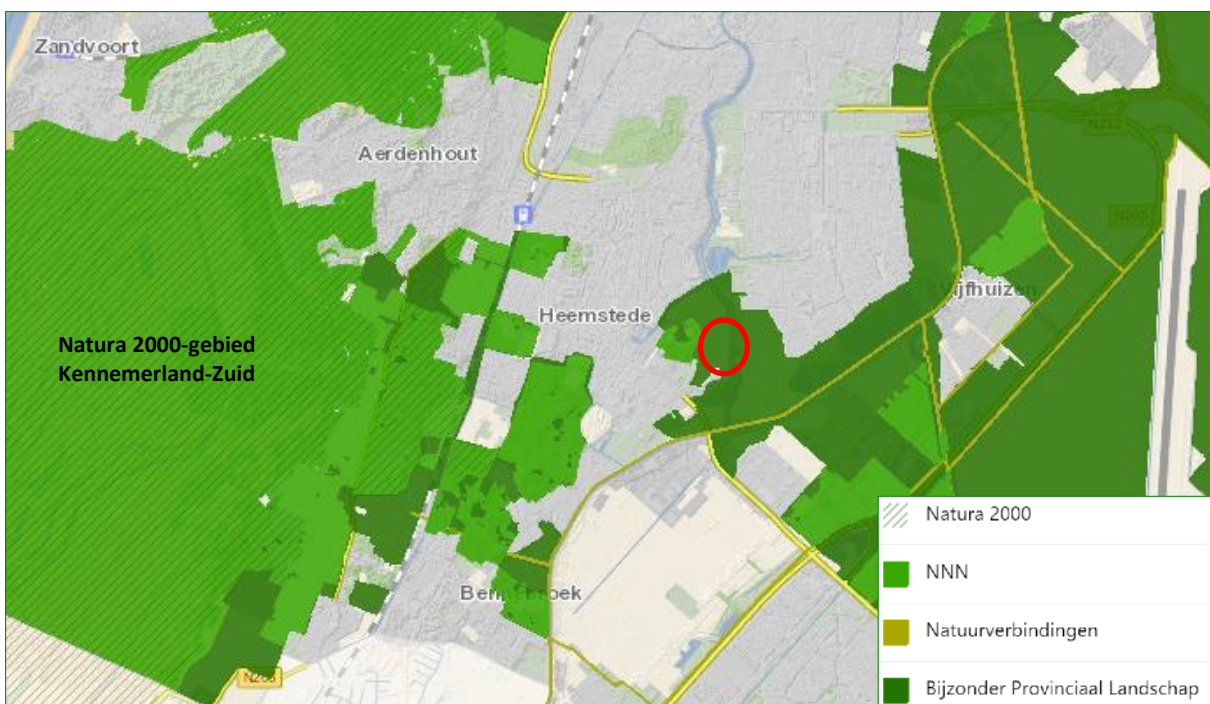 Zandvoort
Aerdenhout
Heemstede
Natura 2000-gebied
Kennemerland-Zuid
Natura 2000
NNN
Natuurverbindingen
Bijzonder Provinciaal Landschap